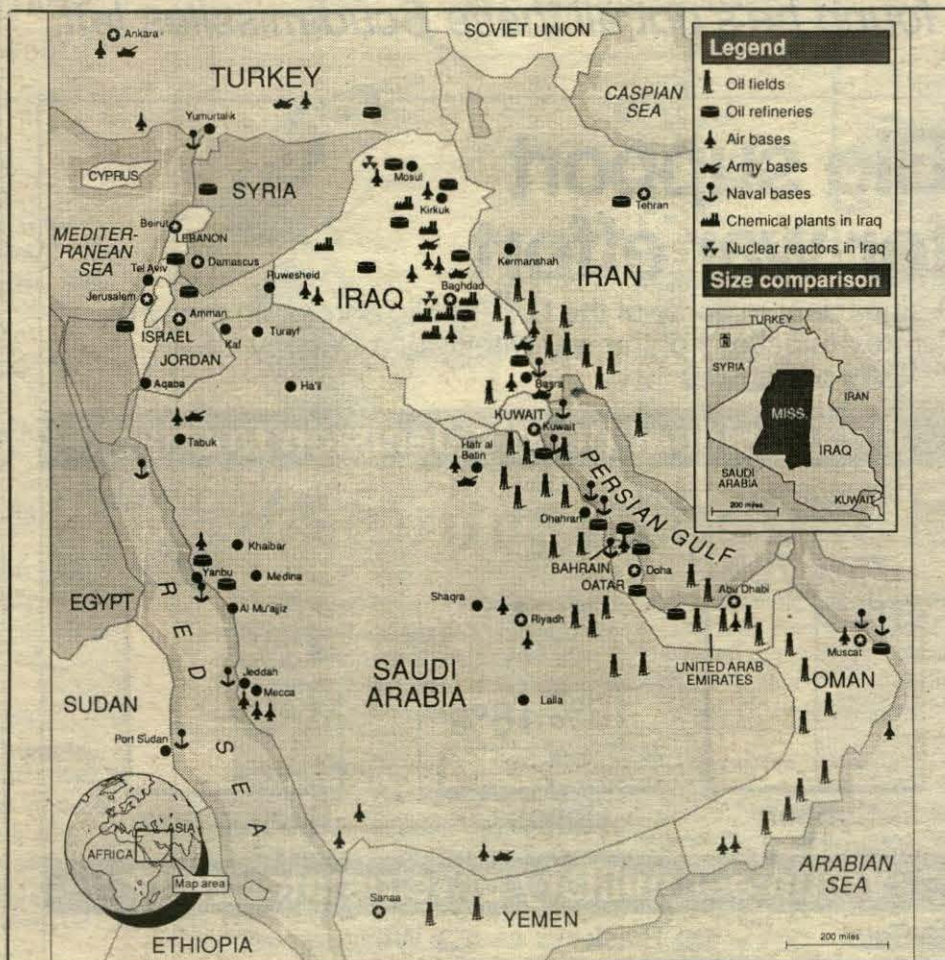 Ankara
TURKEY
SOVIET UNION
CASPIAN
SEA
Yumurtalık
CYPRUS
SYRIA
Mosul
Kirkuk
Tehran
Beirut
LEBANON
MEDITER-
RANEAN
SEA
Damascus
Kermanshah
IRAN
Tel Aviv
Ruwesheid
IRAQ
Baghdad
Jerusalem
Amman
ISRAEL
Kaf
Turayf
JORDAN
Aqaba
Ha'il
Basra
KUWAIT
Kuwait
Tabuk
Hafr al
Batin
PERSIAN GULF
Dhahran
Khaibar
BAHRAIN
Yanbu
Medina
QATAR
Doha
Abu Dhabi
EGYPT
Al Mu'ajjiz
Shaqra
Riyadh
Muscat
RED SEA
UNITED ARAB
EMIRATES
SAUDI
ARABIA
OMAN
Jeddah
Mecca
Laila
SUDAN
Port Sudan
ASIA
AFRICA
Map area
ARABIAN
SEA
Sanaa
YEMEN
ETHIOPIA
200 miles
Legend
Oil fields
Oil refineries
Air bases
Army bases
Naval bases
Chemical plants in Iraq
Nuclear reactors in Iraq
Size comparison
TURKEY
N
SYRIA
IRAN
MISS.
IRAQ
SAUDI
ARABIA
KUWAIT
200 miles